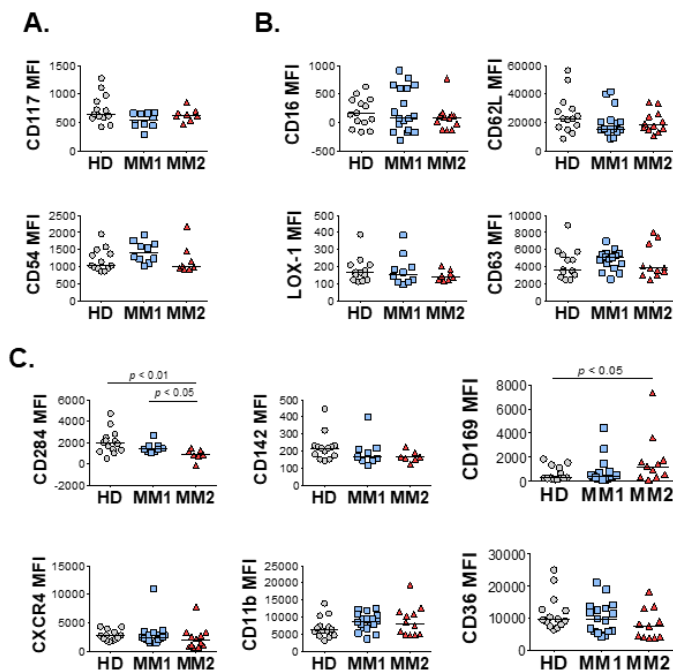 A.
B.
CD117 MFI
1500
1000
500
0
HD MM1 MM2
CD16 MFI
1000
500
0
-500
HD MM1 MM2
CD62L MFI
60000
40000
20000
0
HD MM1 MM2
CD54 MFI
2500
2000
1500
1000
500
0
HD MM1 MM2
LOX-1 MFI
500
400
300
200
100
0
HD MM1 MM2
CD63 MFI
10000
8000
6000
4000
2000
0
HD MM1 MM2
C.
CD284 MFI
p < 0.01
p < 0.05
6000
4000
2000
0
-2000
HD MM1 MM2
CD142 MFI
500
400
300
200
100
0
HD MM1 MM2
CD169 MFI
p < 0.05
8000
6000
4000
2000
0
HD MM1 MM2
CXCR4 MFI
15000
10000
5000
0
HD MM1 MM2
CD11b MFI
25000
20000
15000
10000
5000
0
HD MM1 MM2
CD36 MFI
30000
20000
10000
0
HD MM1 MM2